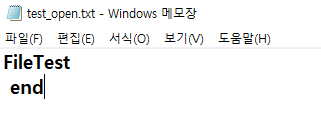 test_open.txt - Windows 메모장
파일(F) 편집(E) 서식(O) 보기(V) 도움말(H)
FileTest
end